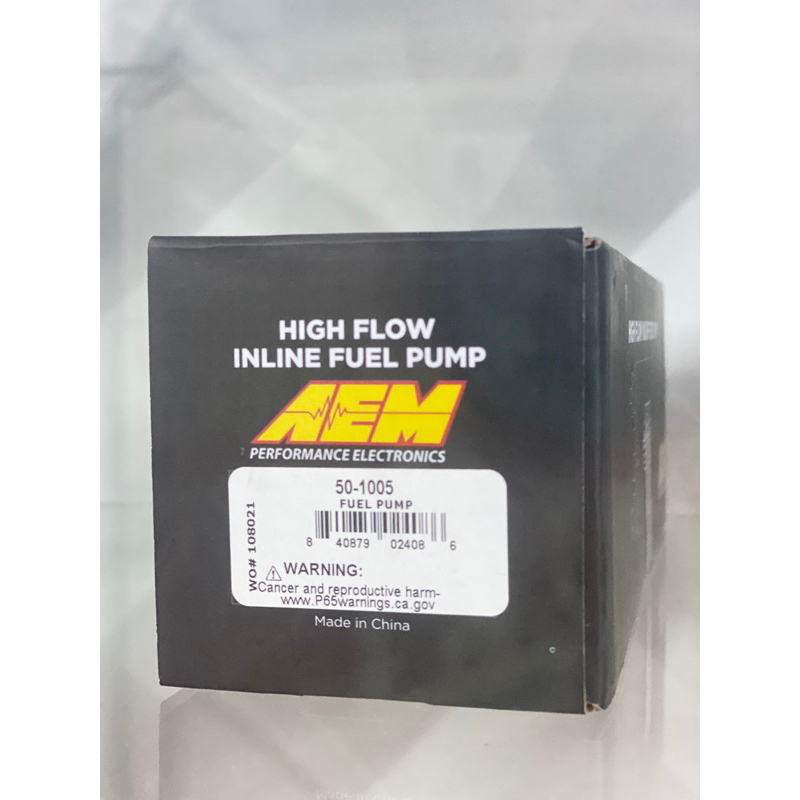 HIGH FLOW
INLINE FUEL PUMP
AEM
PERFORMANCE ELECTRONICS
50-1005
FUEL PUMP
8 40879 02408 6
WO# 108021
⚠WARNING:
Cancer and reproductive harm-
www.P65warnings.ca.gov
Made in China